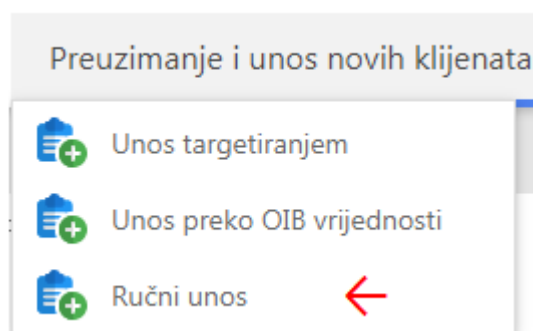 Preuzimanje i unos novih klijenata
Unos targetiranjem
Unos preko OIB vrijednosti
Ručni unos